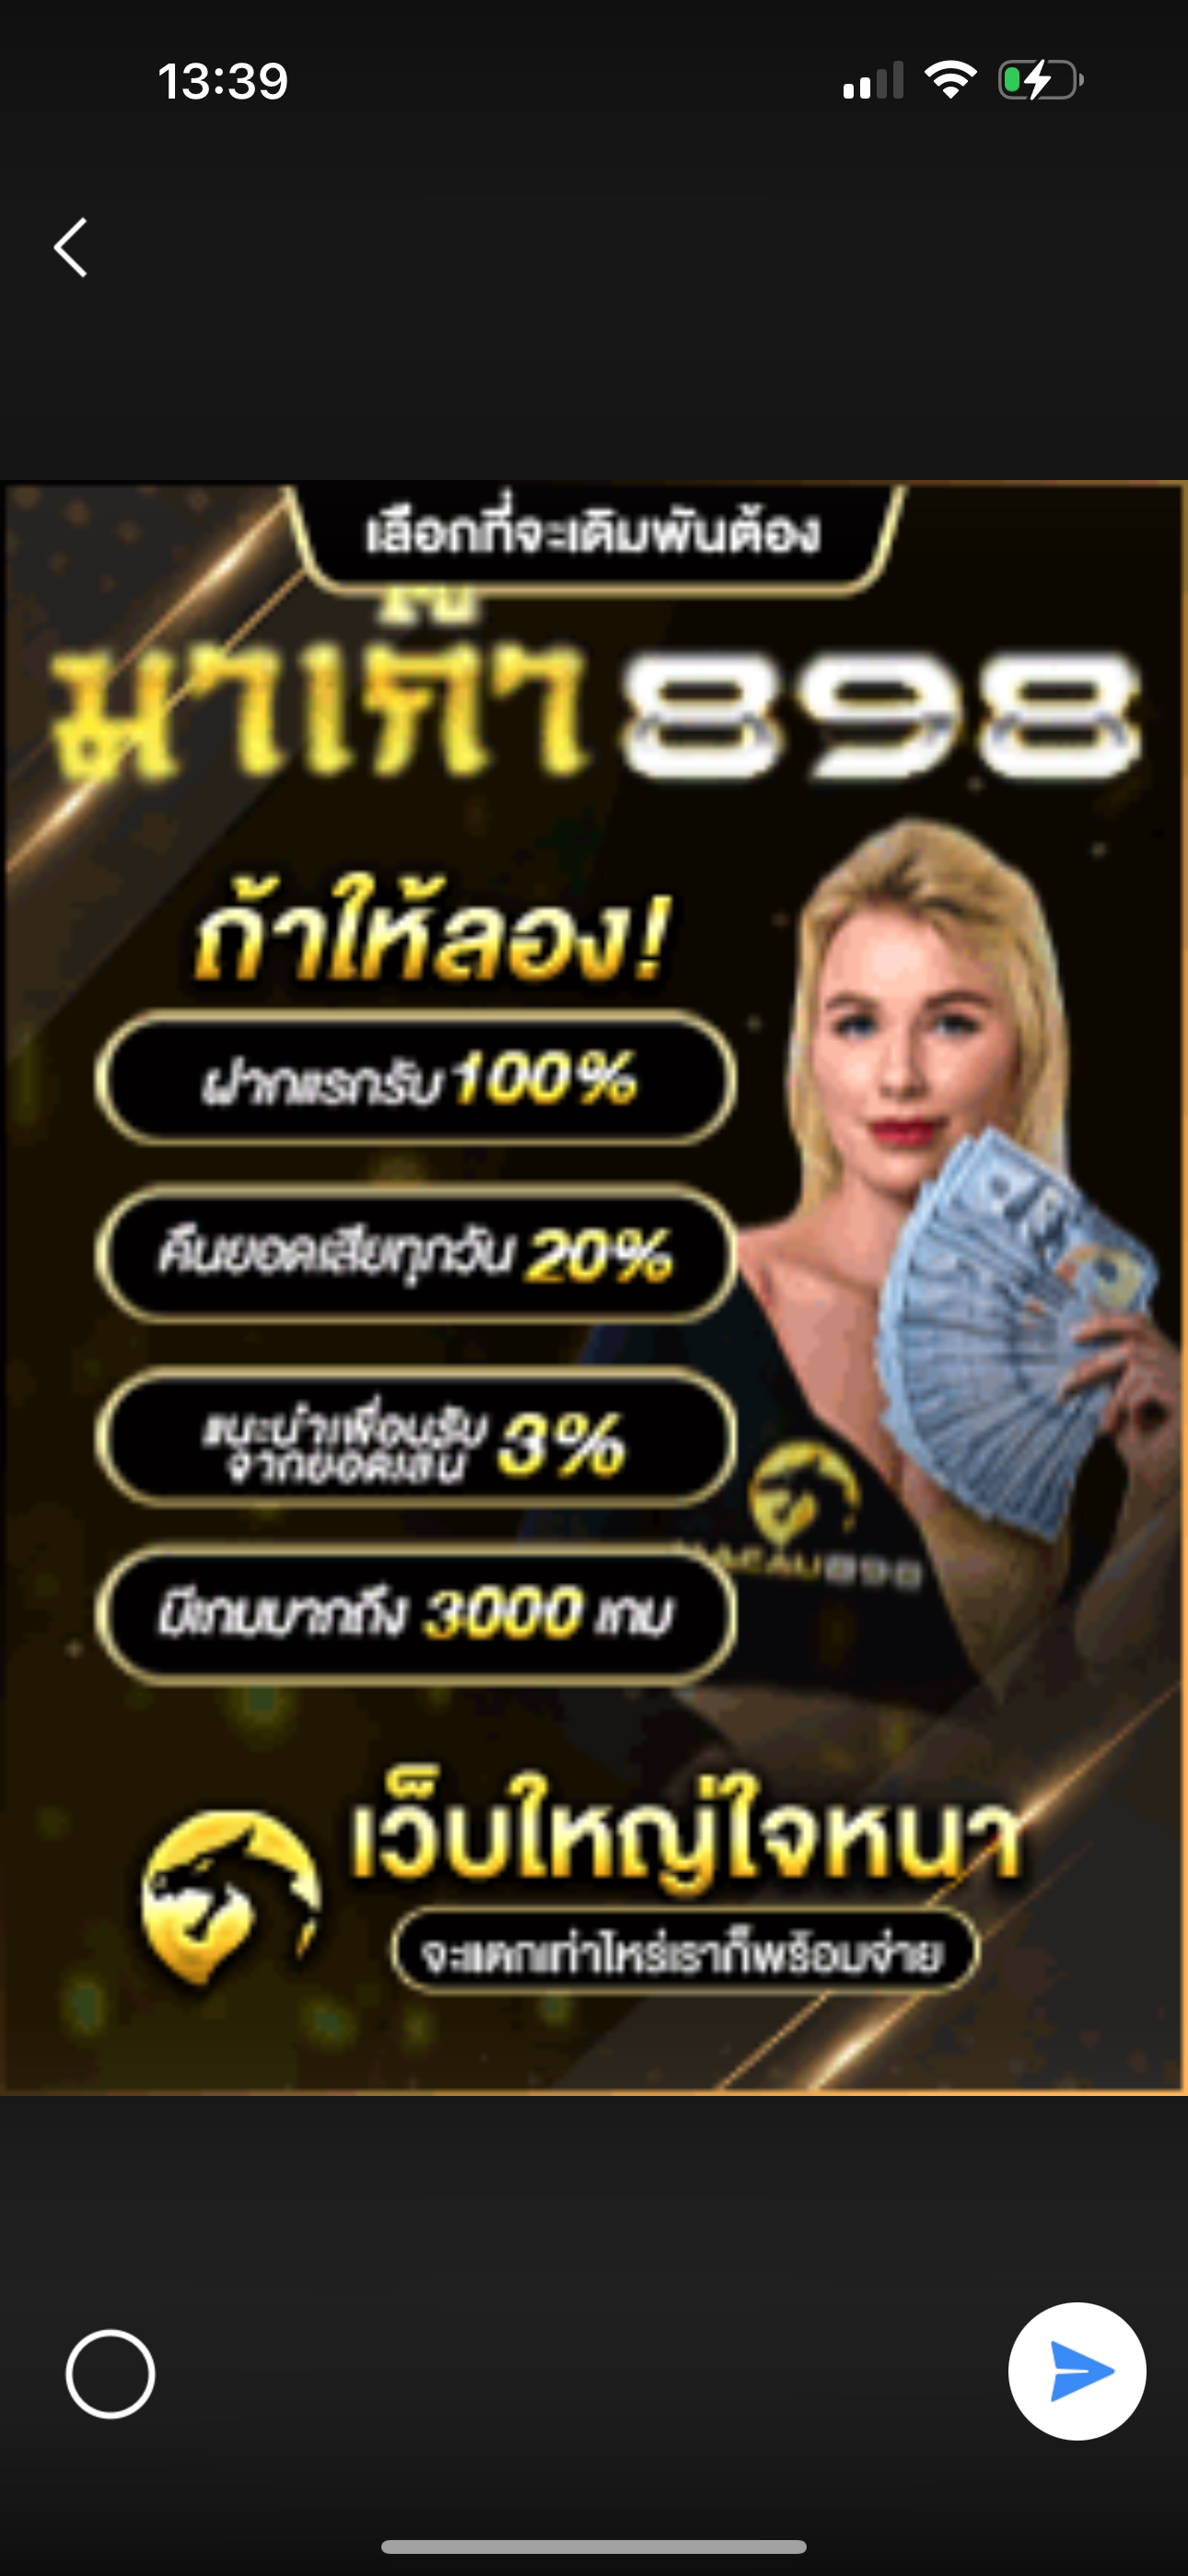 13:39
เลือกที่จะเดิมพันต้อง
มาเก๊า 898
ถ้าให้ลอง!
ฝากแรกรับ 100%
คืนยอดเสียทุกวัน 20%
แนะนำเพื่อนรับ
จากยอดเล่น 3%
MACAU898
มีเกมมากถึง 3000 เกม
เว็บใหญ่ใจหนา
จะแตกเท่าไหร่เราก็พร้อมจ่าย